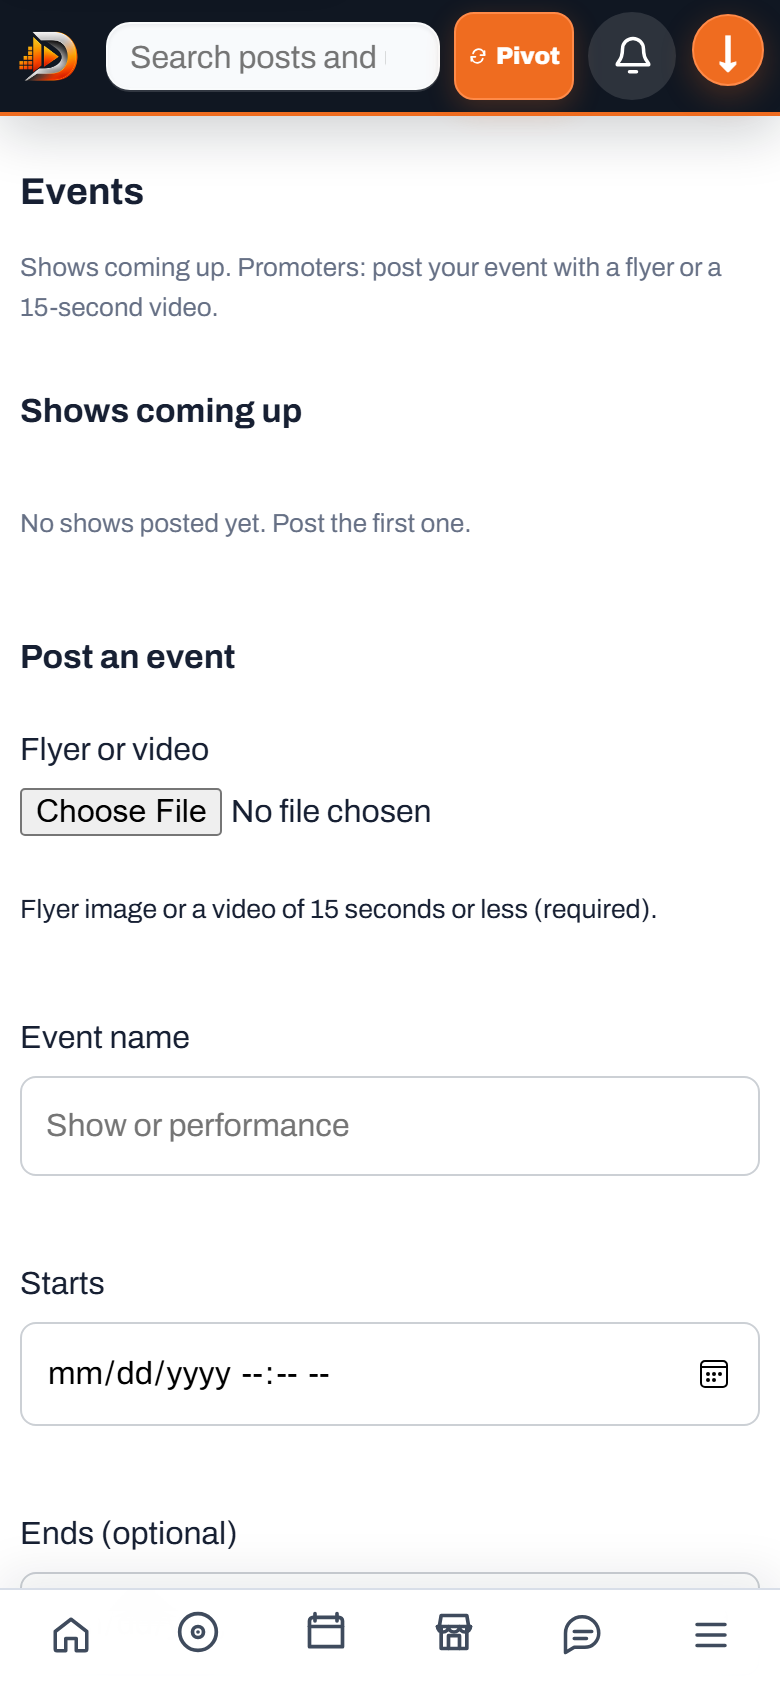 Search posts and
Pivot
Events
Shows coming up. Promoters: post your event with a flyer or a
15-second video.
Shows coming up
No shows posted yet. Post the first one.
Post an event
Flyer or video
Choose File No file chosen
Flyer image or a video of 15 seconds or less (required).
Event name
Show or performance
Starts
mm/dd/yyyy --:-- --
Ends (optional)